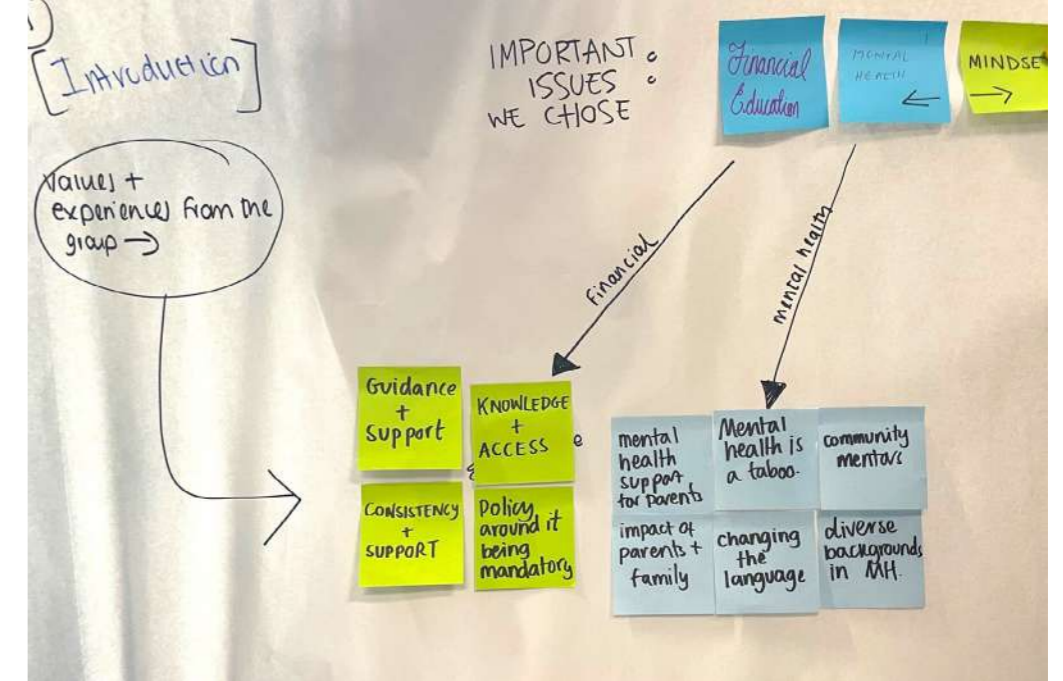 [Introduction]
IMPORTANT :
ISSUES :
WE CHOSE
Financial
Education
MENTAL
HEALTH
←
MINDSET
→
Values +
experiences from the
group →
financial
mental health
Guidance
+
Support
KNOWLEDGE
+
ACCESS
CONSISTENCY
+
SUPPORT
Policy
around it
being
mandatory
mental
health
support
for parents
Mental
health is
a taboo.
community
mentors
impact of
parents +
family
changing
the
language
diverse
backgrounds
in MH.